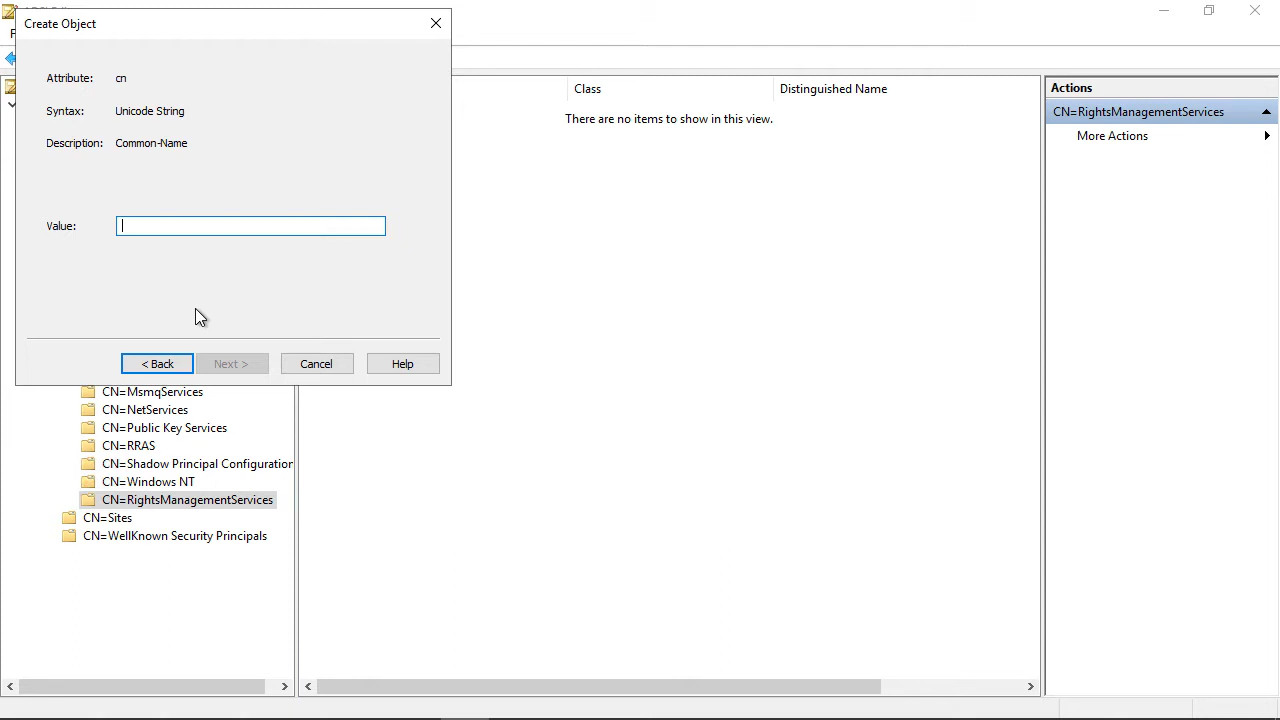 Create Object
Attribute: cn
Syntax: Unicode String
Description: Common-Name
Value:
< Back
Next >
Cancel
Help
Class
Distinguished Name
There are no items to show in this view.
Actions
CN=RightsManagementServices
More Actions
CN=MsmqServices
CN=NetServices
CN=Public Key Services
CN=RRAS
CN=Shadow Principal Configuration
CN=Windows NT
CN=RightsManagementServices
CN=Sites
CN=WellKnown Security Principals